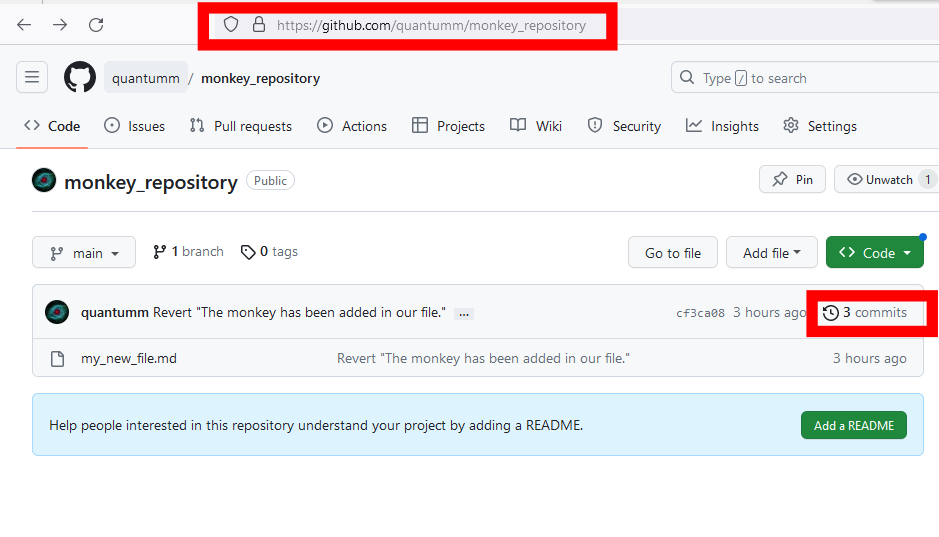 https://github.com/quantumm/monkey_repository
quantumm / monkey_repository
Type / to search
Code Issues Pull requests Actions Projects Wiki Security Insights Settings
monkey_repository Public
Pin Unwatch 1
main 1 branch 0 tags Go to file Add file Code
quantumm Revert "The monkey has been added in our file." ... cf3ca08 3 hours ago 3 commits
my_new_file.md Revert "The monkey has been added in our file." 3 hours ago
Help people interested in this repository understand your project by adding a README. Add a README